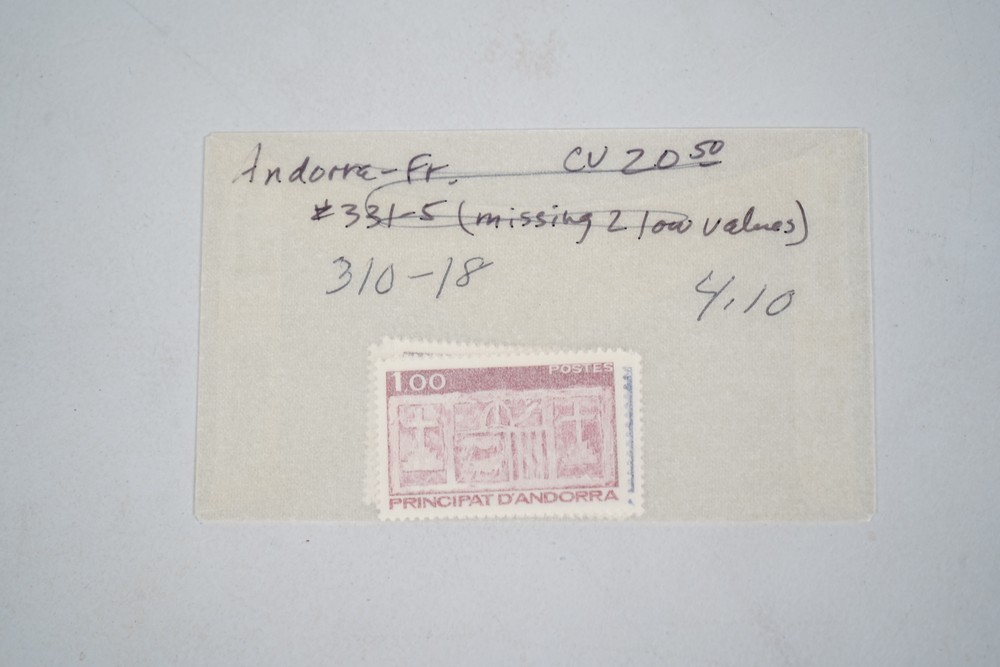 Andorra-Fr. CV 20 50
#331-5 (missing 2 low values)
310-18 4.10
1.00 POSTES
PRINCIPAT D'ANDORRA